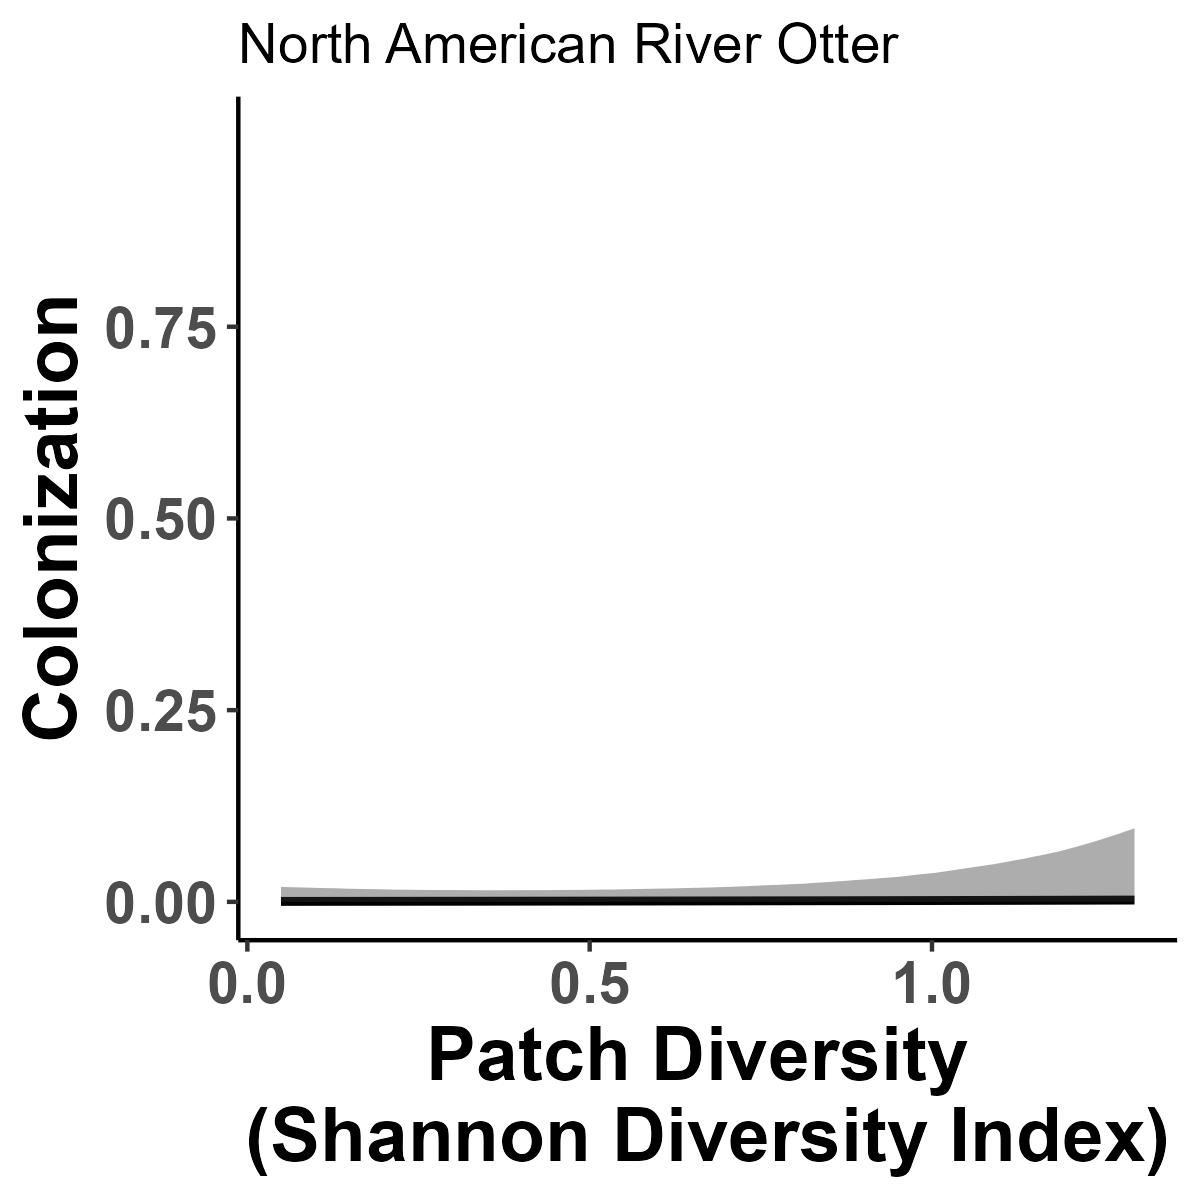 North American River Otter
Colonization
0.75
0.50
0.25
0.00
0.0 0.5 1.0
Patch Diversity
(Shannon Diversity Index)